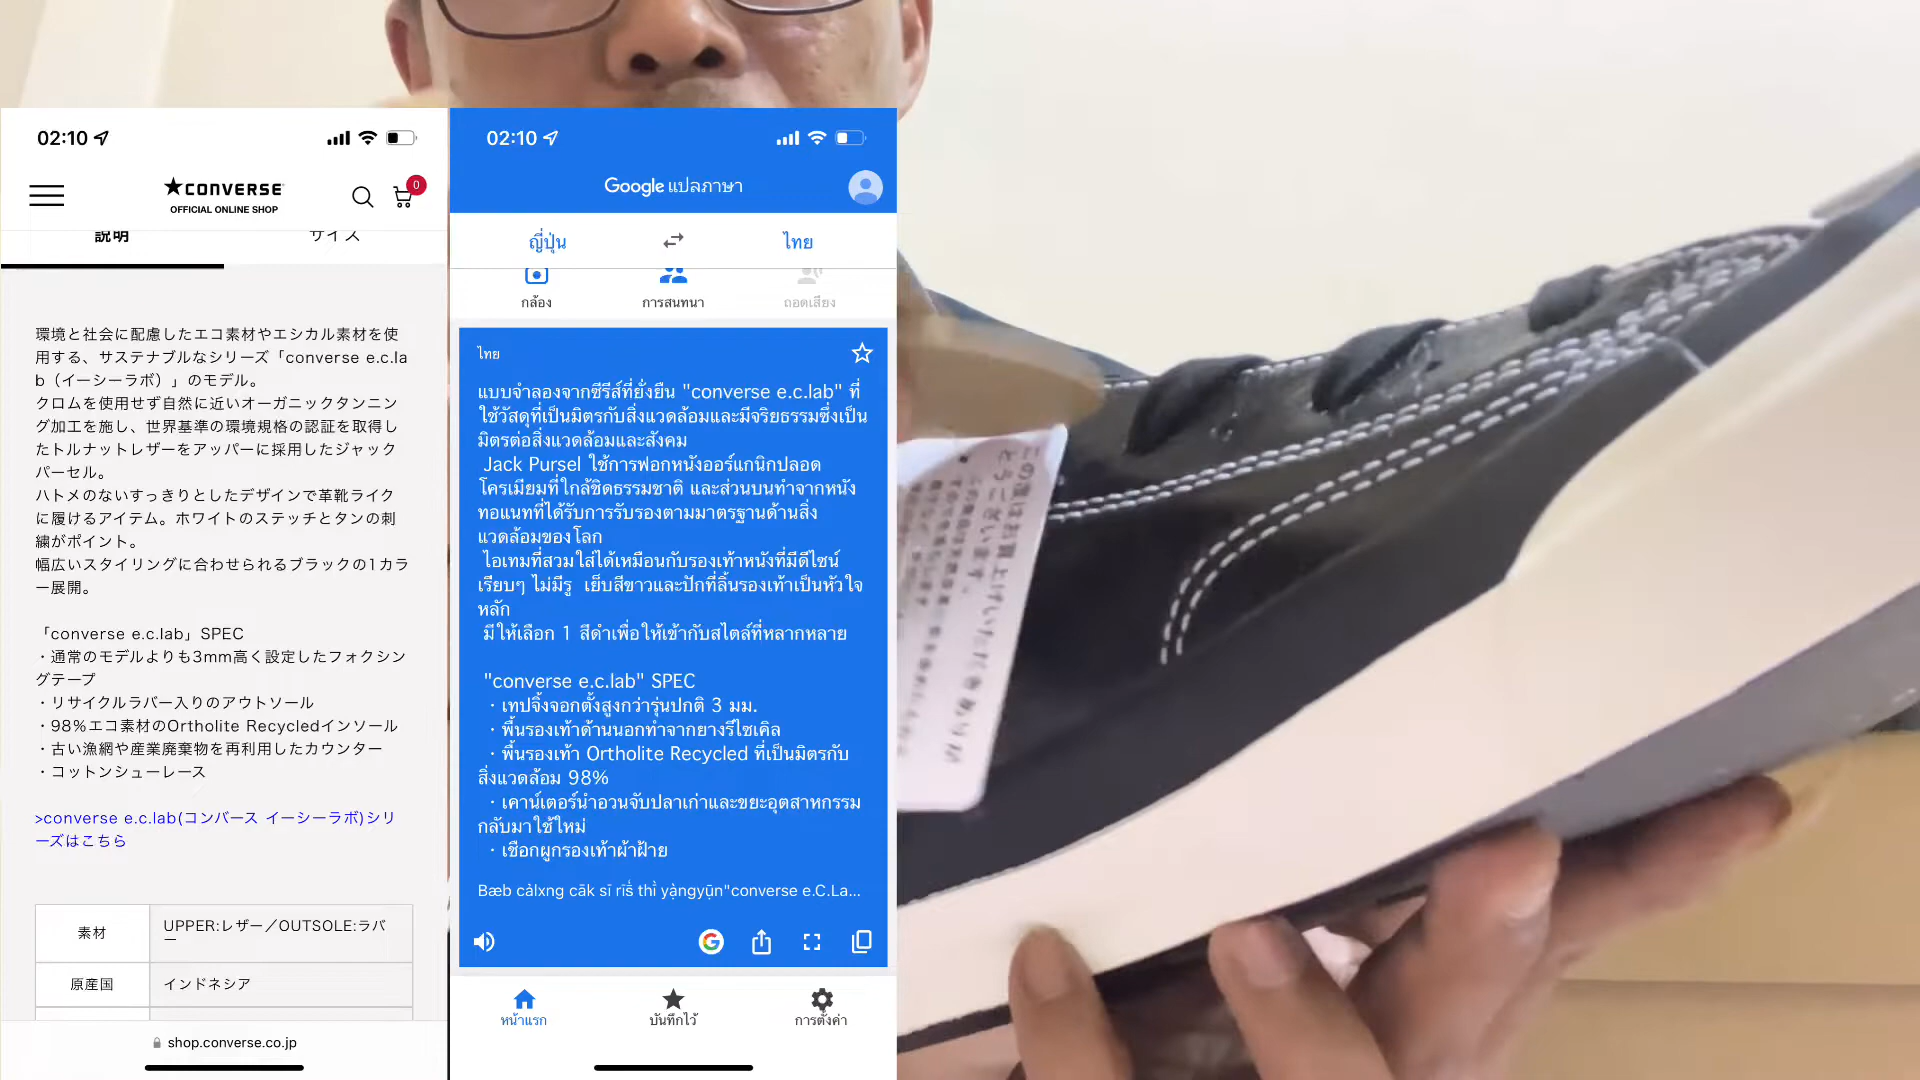 02:10
CONVERSE
OFFICIAL ONLINE SHOP
0
説明
サイズ
環境と社会に配慮したエコ素材やエシカル素材を使
用する、サステナブルなシリーズ「converse e.c.la
b（イーシーラボ）」のモデル。
クロムを使用せず自然に近いオーガニックタンニン
グ加工を施し、世界基準の環境規格の認証を取得し
たトルナットレザーをアッパーに採用したジャック
パーセル。
ハトメのないすっきりとしたデザインで革靴ライク
に履けるアイテム。ホワイトのステッチとタンの刺
繍がポイント。
幅広いスタイリングに合わせられるブラックの1カラ
ー展開。
「converse e.c.lab」SPEC
・通常のモデルよりも3mm高く設定したフォクシン
グテープ
・リサイクルラバー入りのアウトソール
・98%エコ素材のOrtholite Recycledインソール
・古い漁網や産業廃棄物を再利用したカウンター
・コットンシューレース
>converse e.c.lab(コンバース イーシーラボ)シリ
ーズはこちら
素材
UPPER:レザー／OUTSOLE:ラバ
ー
原産国
インドネシア
shop.converse.co.jp
02:10
Google แปลภาษา
ญี่ปุ่น
ไทย
กล้อง
การสนทนา
ถอดเสียง
ไทย
แบบจำลองจากซีรีส์ที่ยั่งยืน "converse e.c.lab" ที่
ใช้วัสดุที่เป็นมิตรกับสิ่งแวดล้อมและมีจริยธรรมซึ่งเป็น
มิตรต่อสิ่งแวดล้อมและสังคม
Jack Pursel ใช้การฟอกหนังออร์แกนิกปลอด
โครเมียมที่ใกล้ชิดธรรมชาติ และส่วนบนทำจากหนัง
ทอแนทที่ได้รับการรับรองตามมาตรฐานด้านสิ่ง
แวดล้อมของโลก
ไอเทมที่สวมใส่ได้เหมือนกับรองเท้าหนังที่มีดีไซน์
เรียบๆ ไม่มีรู เย็บสีขาวและปักที่ลิ้นรองเท้าเป็นหัวใจ
หลัก
มีให้เลือก 1 สีดำเพื่อให้เข้ากับสไตล์ที่หลากหลาย
"converse e.c.lab" SPEC
・เทปจิ้งจอกตั้งสูงกว่ารุ่นปกติ 3 มม.
・พื้นรองเท้าด้านนอกทำจากยางรีไซเคิล
・พื้นรองเท้า Ortholite Recycled ที่เป็นมิตรกับ
สิ่งแวดล้อม 98%
・เคาน์เตอร์นำอวนจับปลาเก่าและขยะอุตสาหกรรม
กลับมาใช้ใหม่
・เชือกผูกรองเท้าผ้าฝ้าย
Bæb cảlxng cāk sī rīs̄̒ thī̀ yạ̀ngyụ̄n"converse e.C.La...
หน้าแรก
บันทึกไว้
การตั้งค่า
この度はお買上げいただきありが
とうございます。